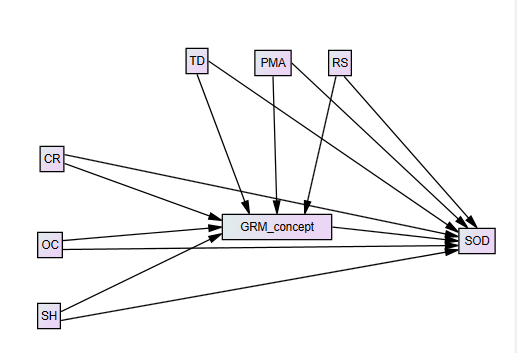 TD
PMA
RS
CR
GRM_concept
SOD
OC
SH